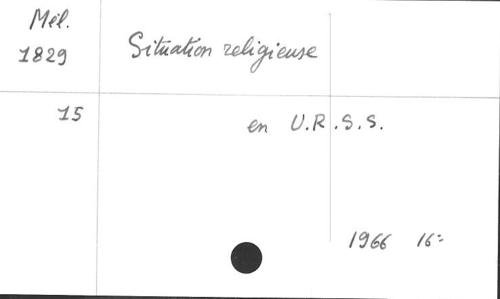 Mél.
1829
Situation religieuse
15
en U.R.S.S.
1966 16=